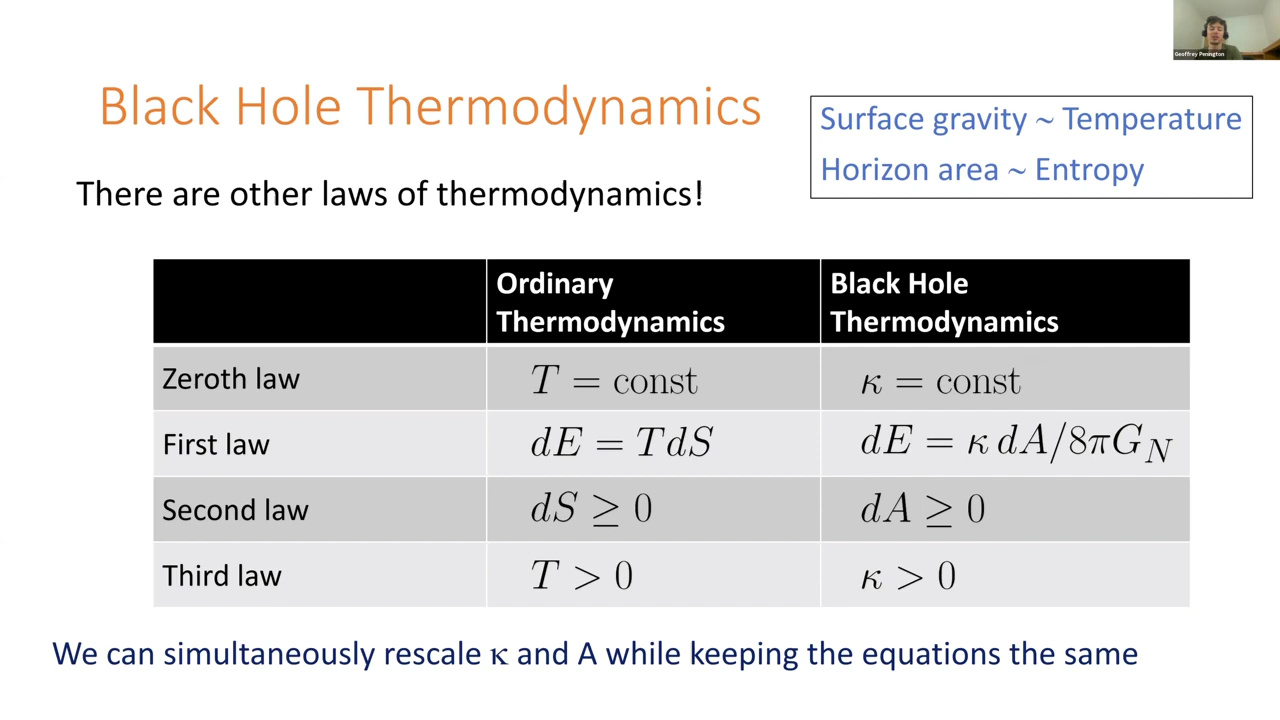 Geoffrey Penington
Black Hole Thermodynamics
Surface gravity ~ Temperature
Horizon area ~ Entropy
There are other laws of thermodynamics!
Ordinary Thermodynamics
Black Hole Thermodynamics
Zeroth law T = const κ = const
First law dE = TdS dE = κ dA/8πG_N
Second law dS ≥ 0 dA ≥ 0
Third law T > 0 κ > 0
We can simultaneously rescale κ and A while keeping the equations the same